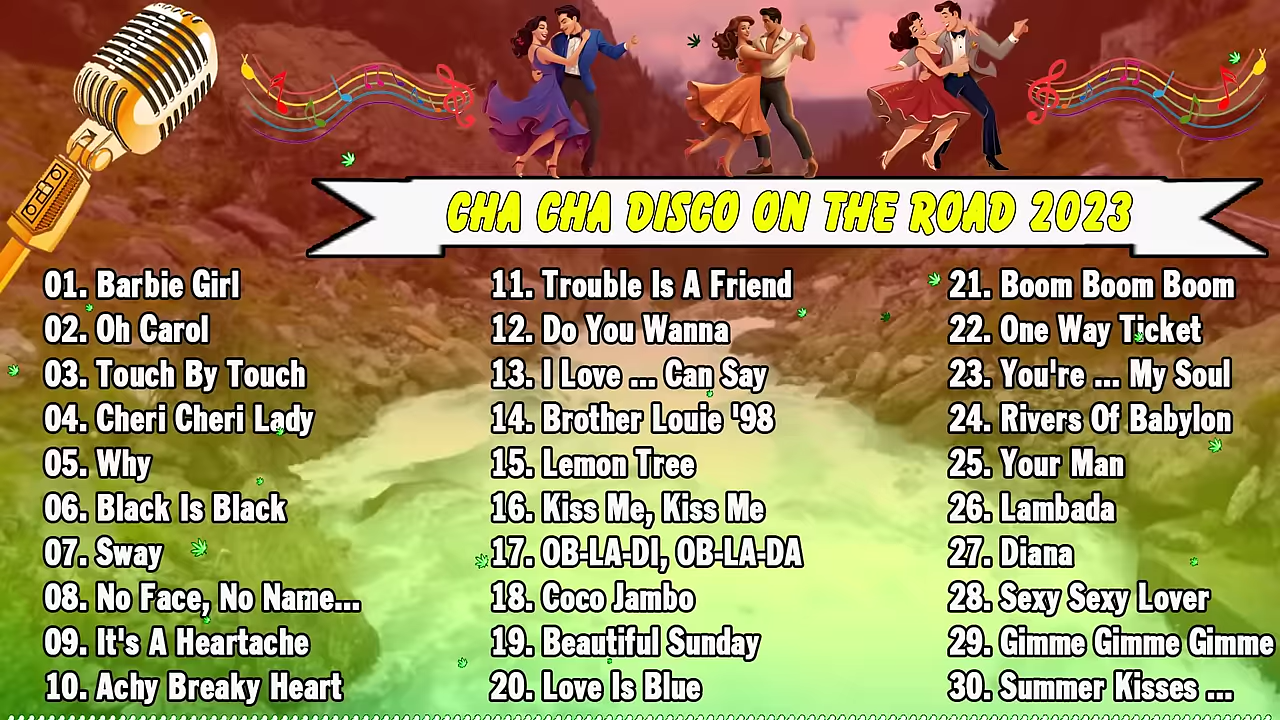 CHA CHA DISCO ON THE ROAD 2023
01. Barbie Girl
02. Oh Carol
03. Touch By Touch
04. Cheri Cheri Lady
05. Why
06. Black Is Black
07. Sway
08. No Face, No Name...
09. It's A Heartache
10. Achy Breaky Heart
11. Trouble Is A Friend
12. Do You Wanna
13. I Love ... Can Say
14. Brother Louie '98
15. Lemon Tree
16. Kiss Me, Kiss Me
17. OB-LA-DI, OB-LA-DA
18. Coco Jambo
19. Beautiful Sunday
20. Love Is Blue
21. Boom Boom Boom
22. One Way Ticket
23. You're ... My Soul
24. Rivers Of Babylon
25. Your Man
26. Lambada
27. Diana
28. Sexy Sexy Lover
29. Gimme Gimme Gimme
30. Summer Kisses ...